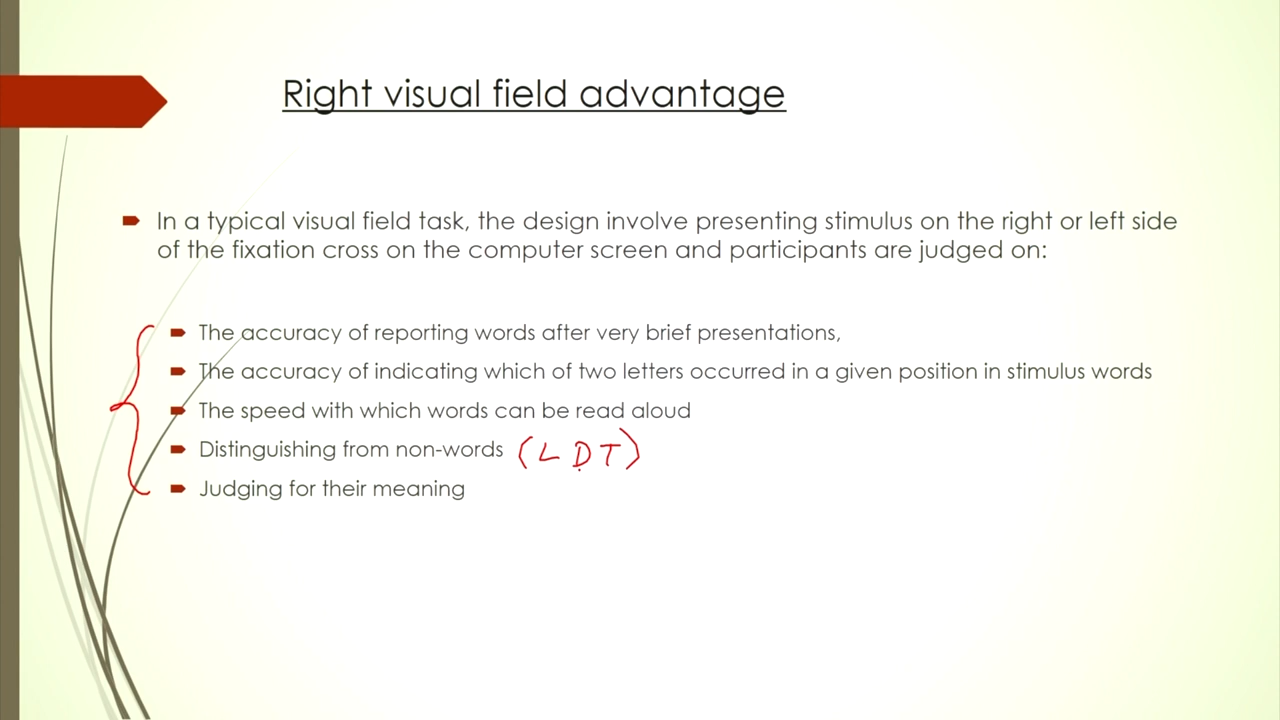 Right visual field advantage
In a typical visual field task, the design involve presenting stimulus on the right or left side
of the fixation cross on the computer screen and participants are judged on:
The accuracy of reporting words after very brief presentations,
The accuracy of indicating which of two letters occurred in a given position in stimulus words
The speed with which words can be read aloud
Distinguishing from non-words (LDT)
Judging for their meaning